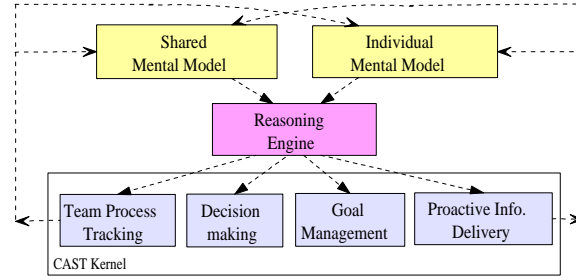 Shared
Mental Model
Individual
Mental Model
Reasoning
Engine
Team Process
Tracking
Decision
making
Goal
Management
Proactive Info.
Delivery
CAST Kernel